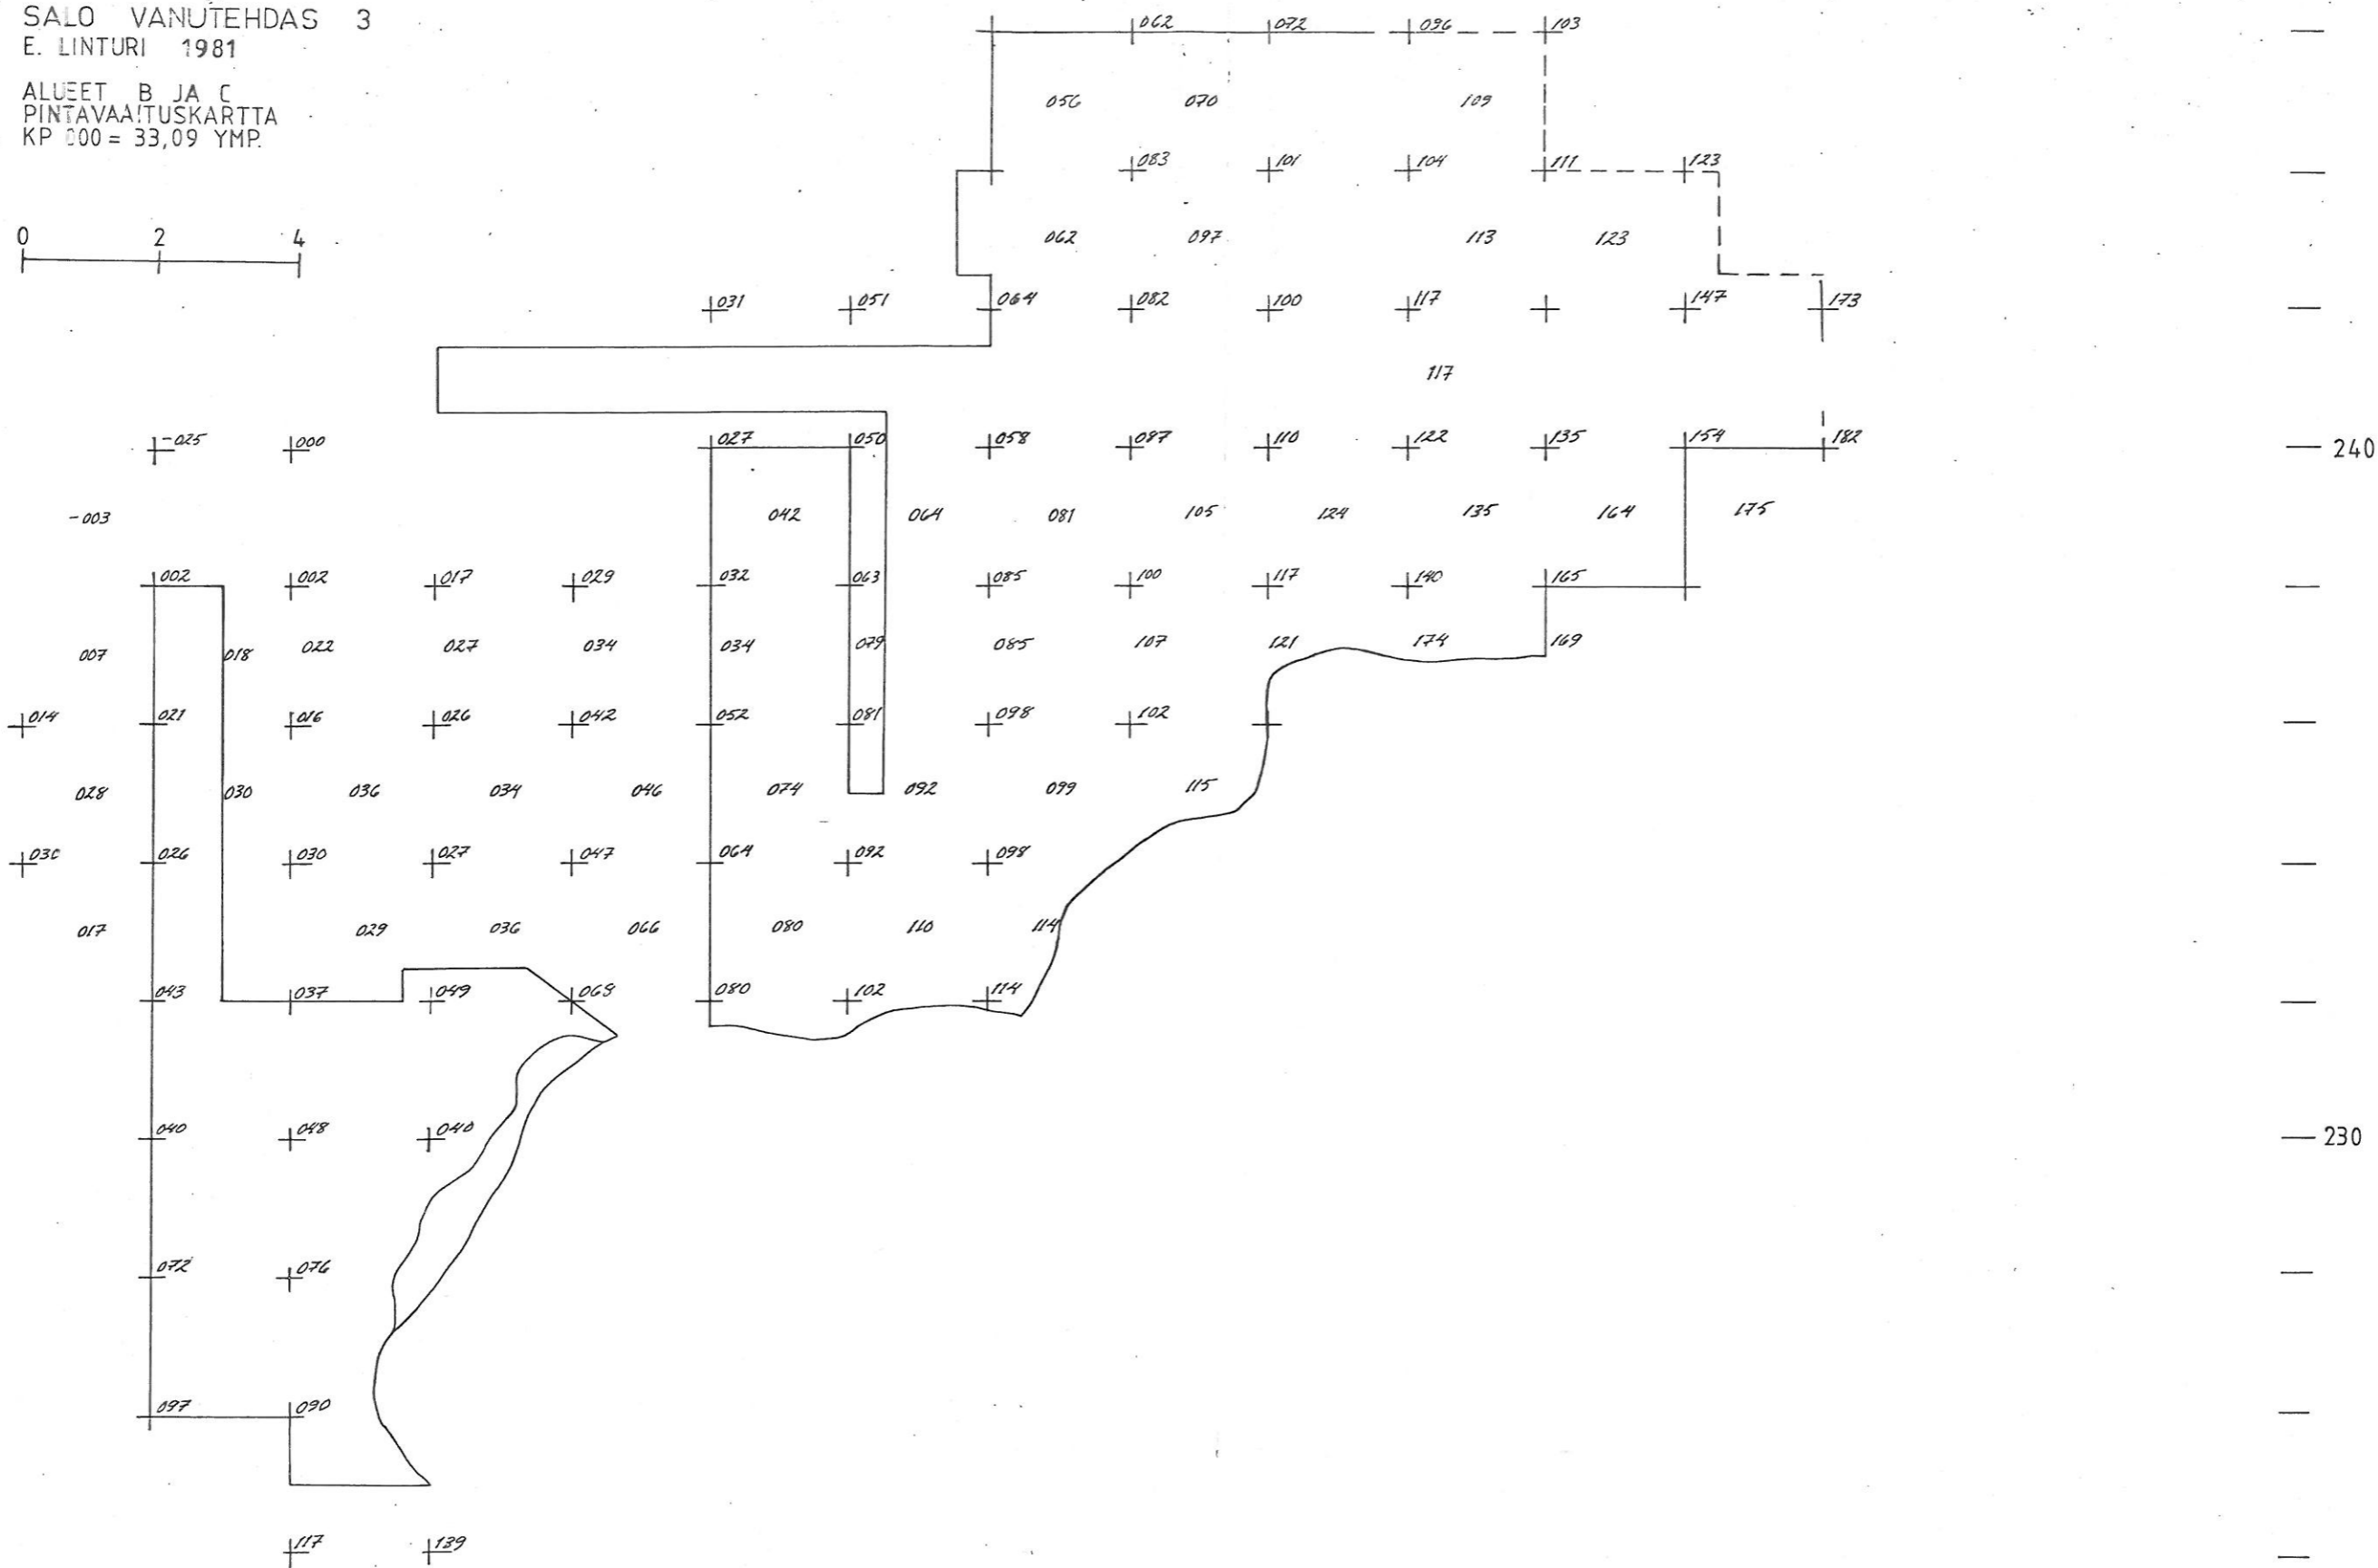 SALO VANUTEHDAS 3
E. LINTURI 1981
ALUEET B JA C
PINTAVAAITUSKARTTA
KP 000 = 33,09 YMP.
0 2 4
062 072 096 103
056 070 109
083 101 104 111 123
062 097 113 123
031 051 064 082 100 117 147 173
117
-025 000 027 050 058 087 110 122 135 154 182 240
-003 042 064 081 105 124 135 164 175
002 002 017 029 032 063 085 100 117 140 165
007 018 022 027 034 034 079 085 107 121 174 169
014 021 016 026 042 052 081 098 102
028 030 036 034 046 074 092 099 115
030 026 030 027 047 064 092 098
017 029 036 066 080 110 114
043 037 049 080 102 114
040 048 040 230
072 076
097 090
117 139